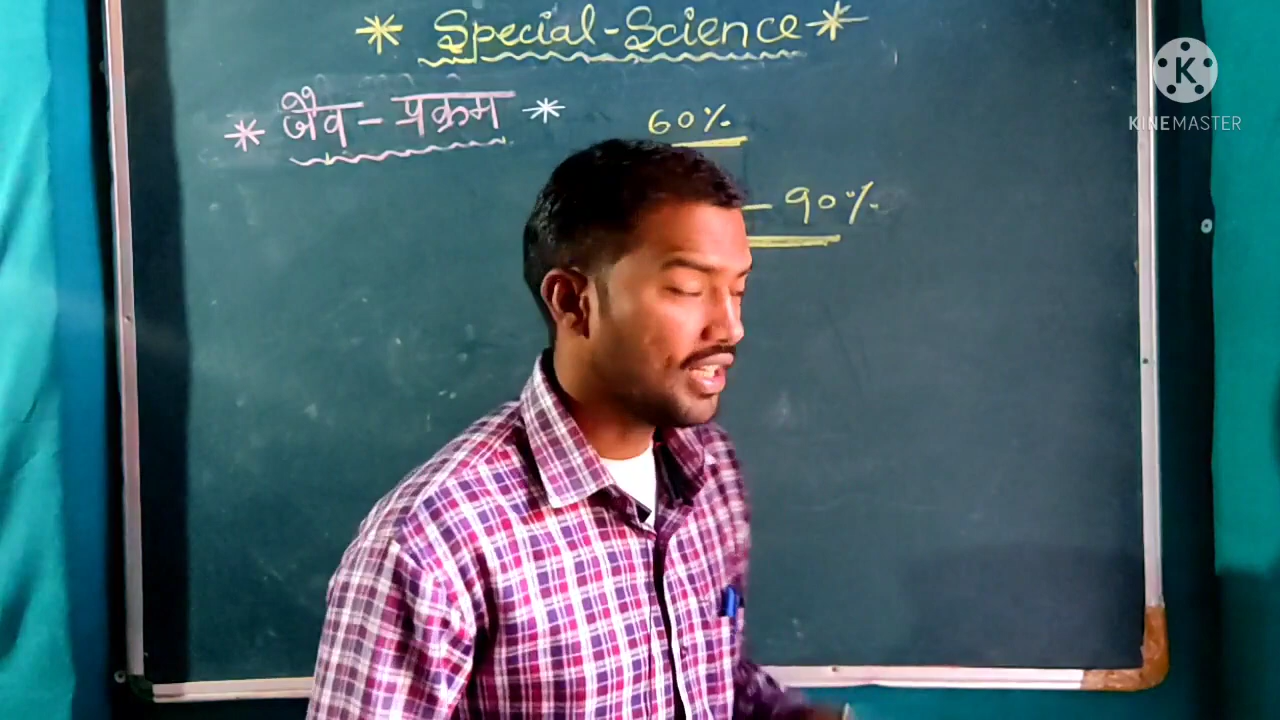 * Special-Science *
* जैव - प्रक्रम *
60%
- 90%
K
KINEMASTER